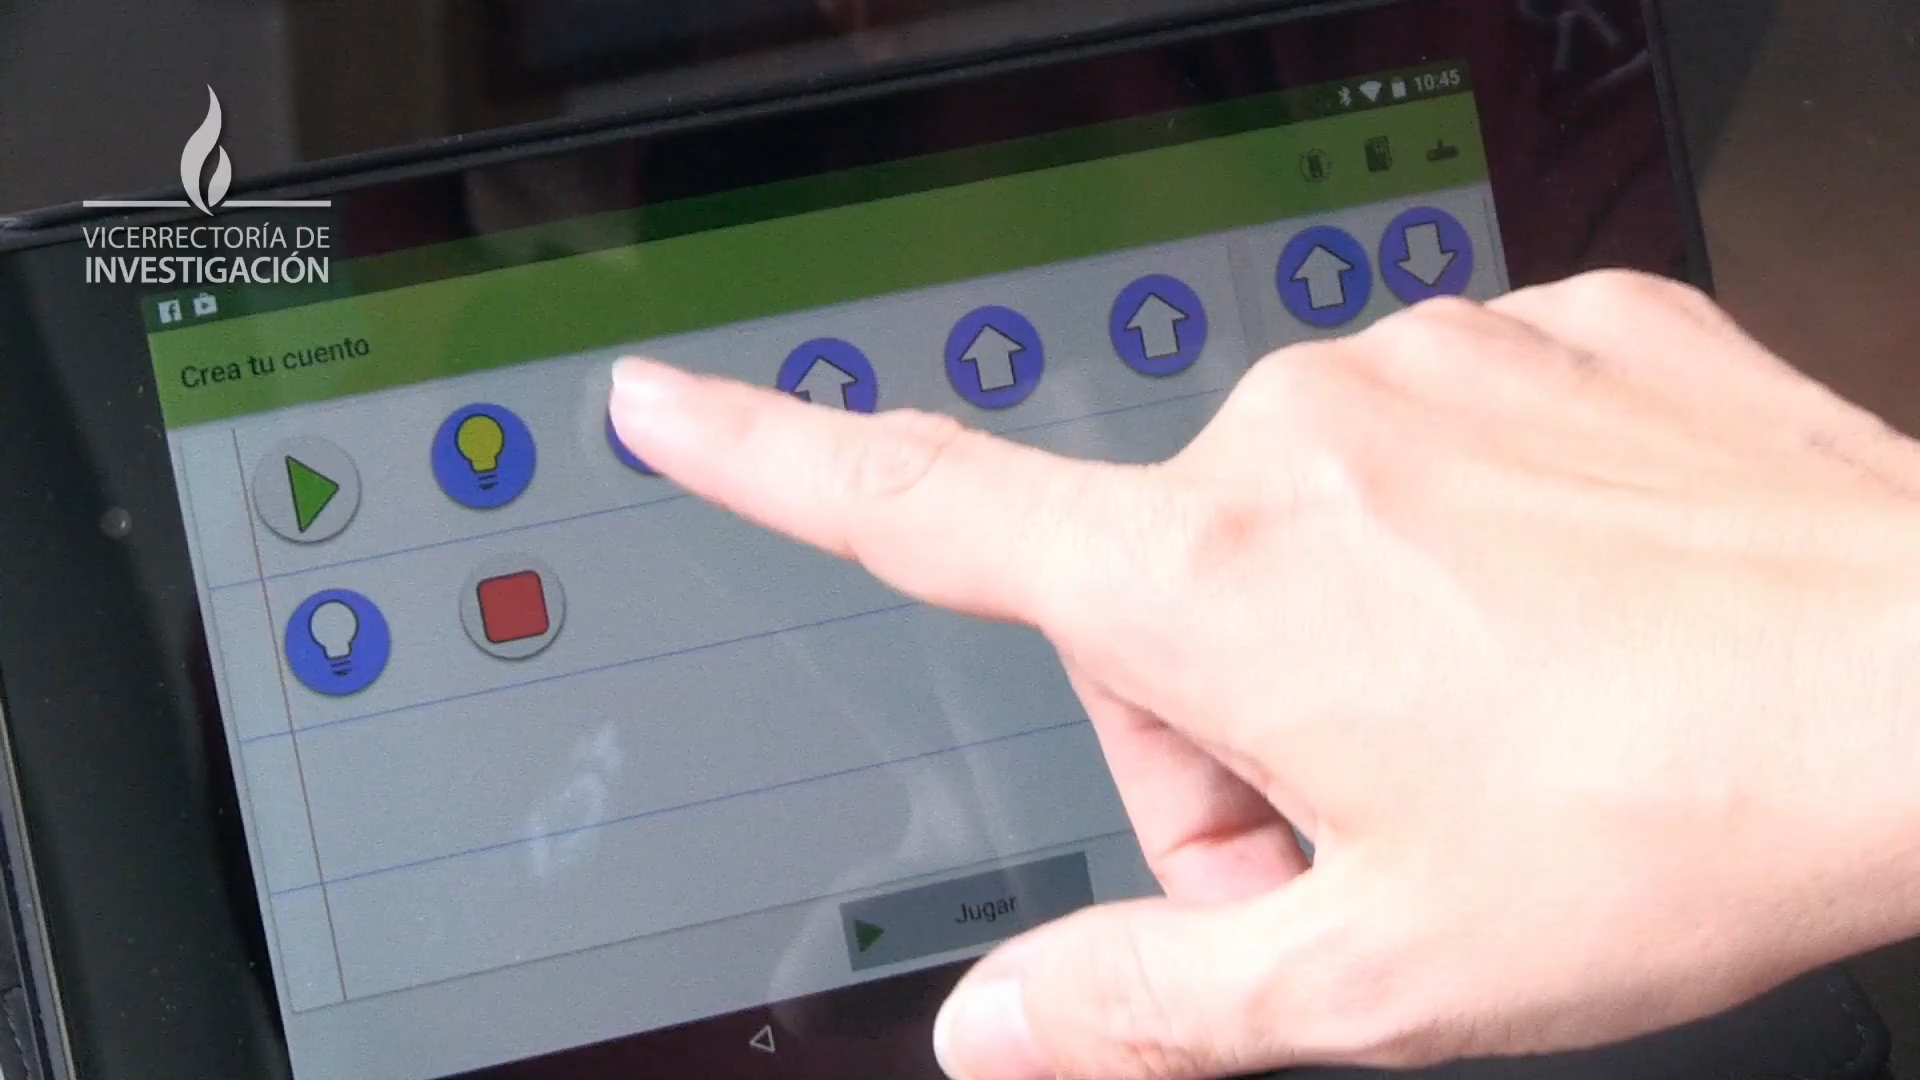 VICERRECTORÍA DE
INVESTIGACIÓN
10:45
Crea tu cuento
Jugar